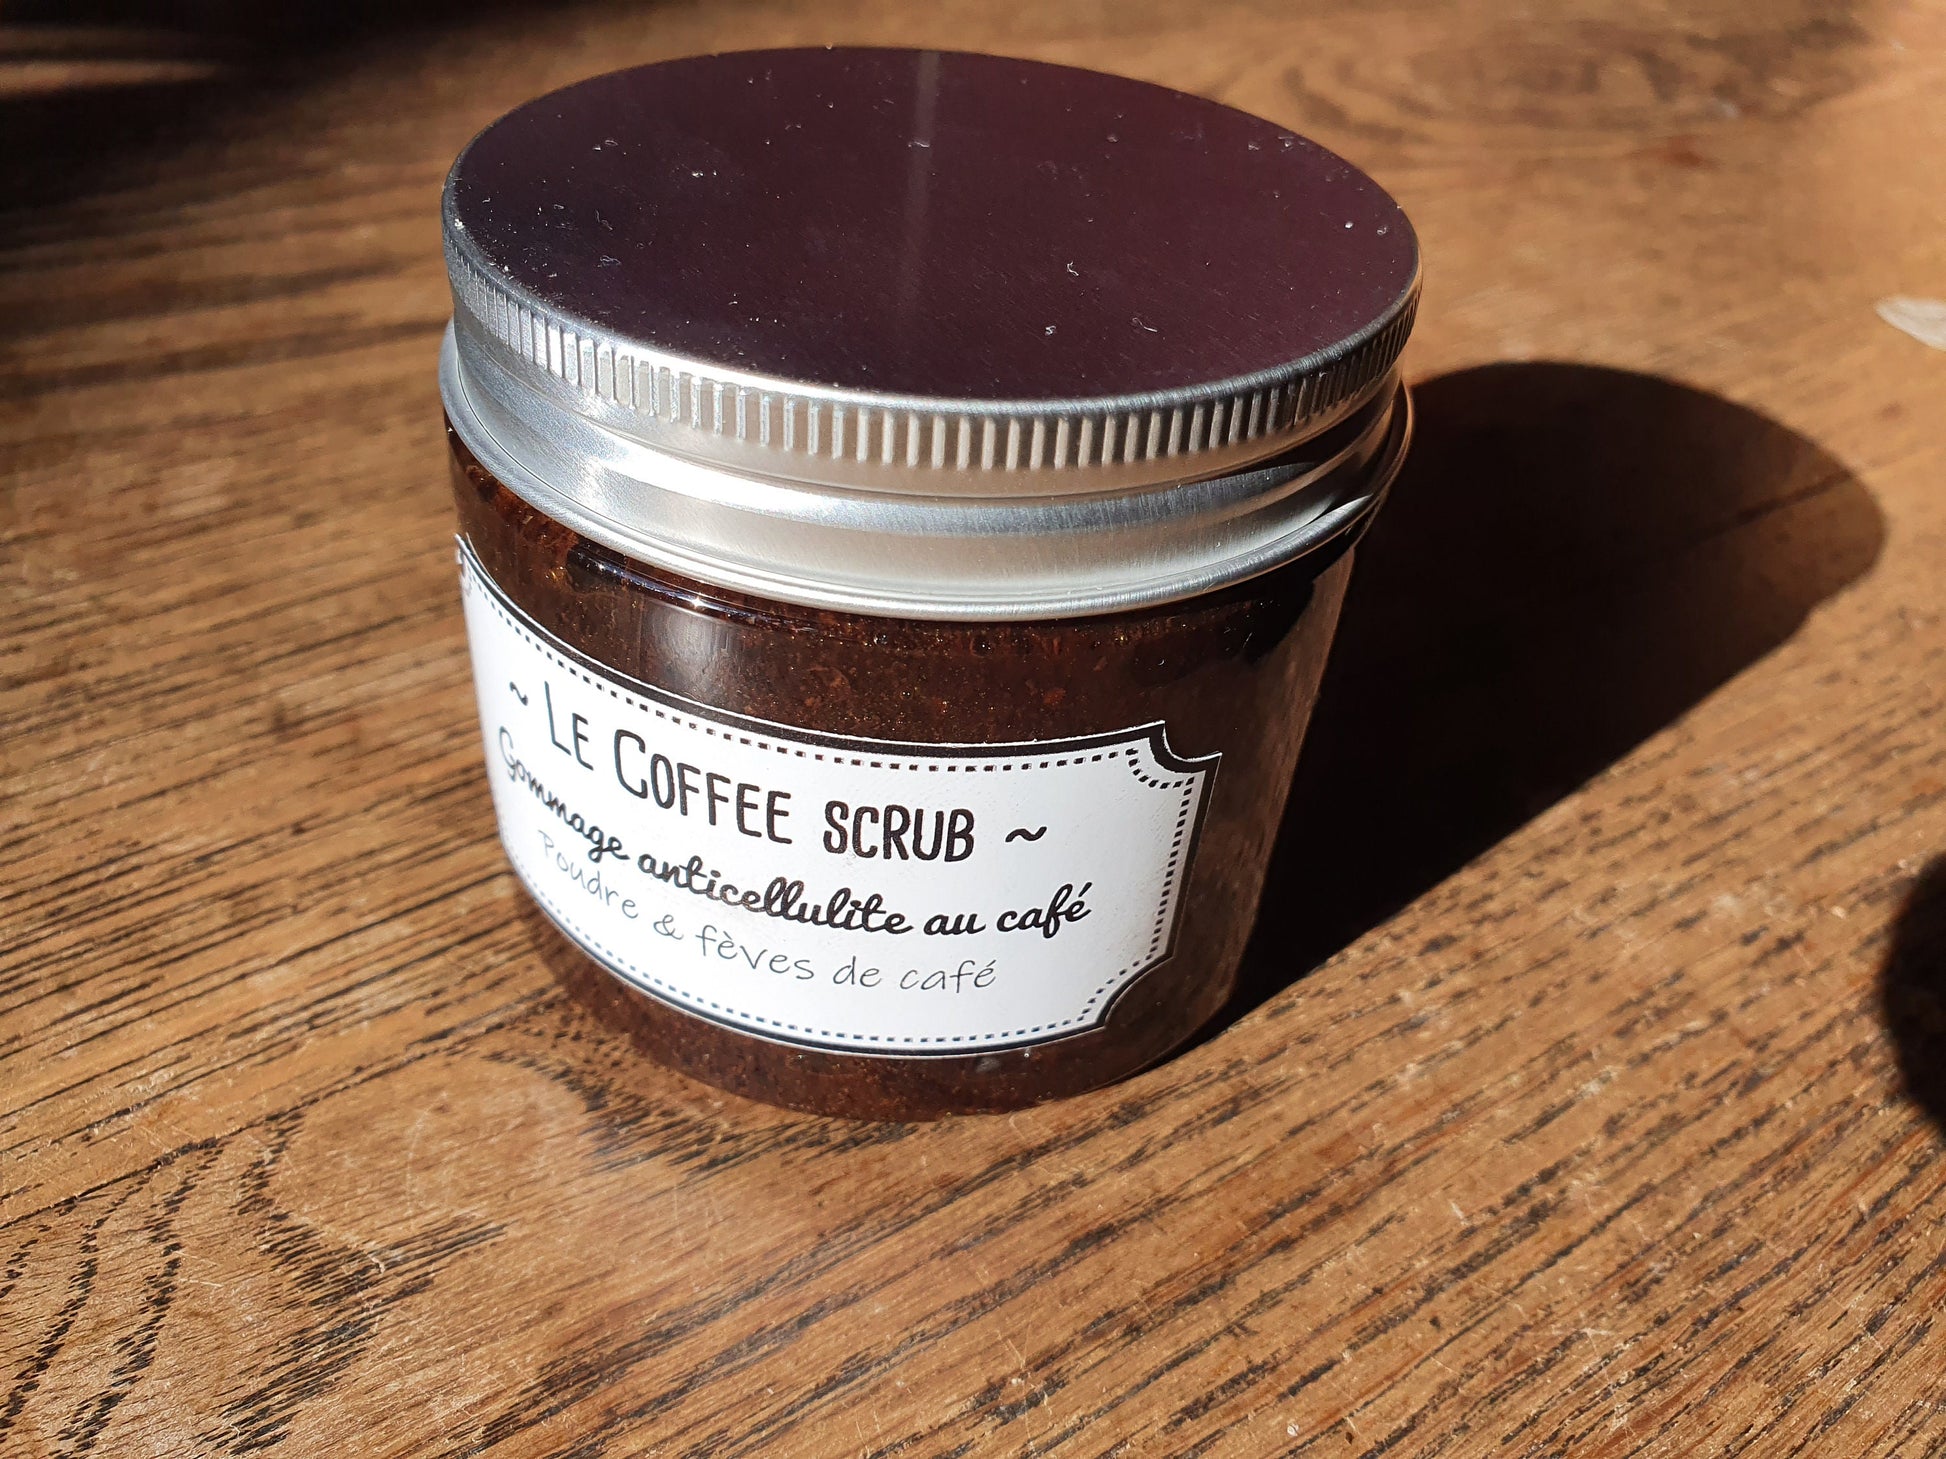 ~ LE COFFEE SCRUB ~
Gommage anticellulite au café
Poudre & fèves de café